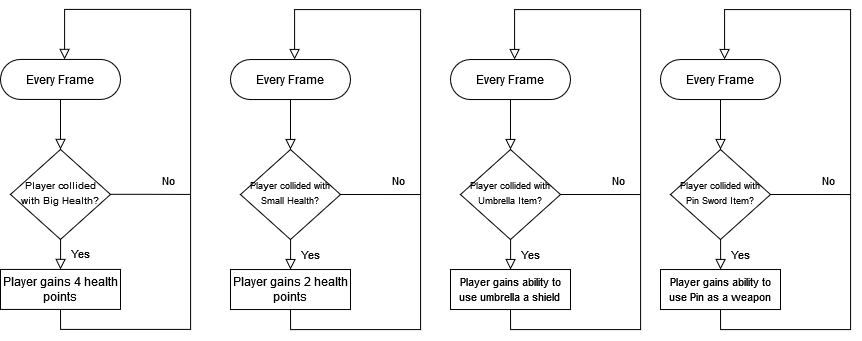 Every Frame
Player collided
with Big Health?
No
Yes
Player gains 4 health
points
Every Frame
Player collided with
Small Health?
No
Yes
Player gains 2 health
points
Every Frame
Player collided with
Umbrella Item?
No
Yes
Player gains ability to
use umbrella a shield
Every Frame
Player collided with
Pin Sword Item?
No
Yes
Player gains ability to
use Pin as a weapon